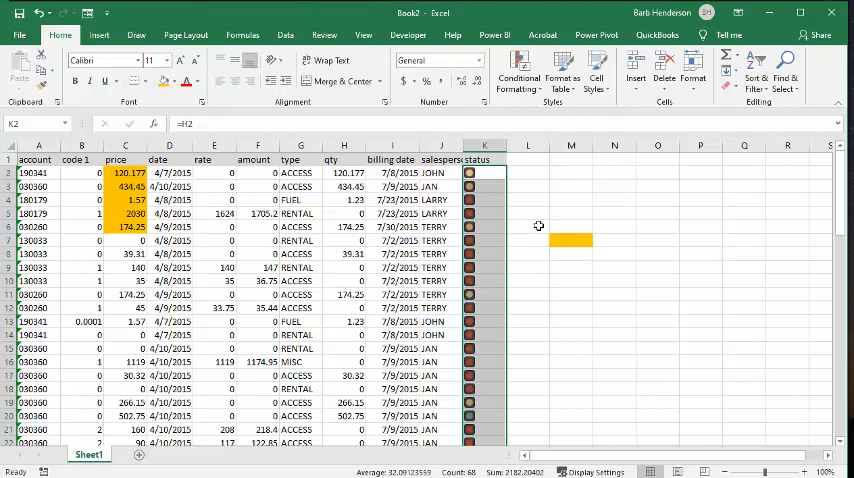 Book2 - Excel
Barb Henderson BH
File Home Insert Draw Page Layout Formulas Data Review View Developer Help Power BI Acrobat Power Pivot QuickBooks Tell me Share
Paste
Calibri 11
Wrap Text
General
Conditional Format as Cell
Formatting Table Styles
Insert Delete Format
Sort & Find &
Filter Select
B I U
Merge & Center
$ % ,
Clipboard Font Alignment Number Styles Cells Editing
K2 fx =H2
A B C D E F G H I J K L M N O P Q R S
1 account code 1 price date rate amount type qty billing date salesperso status
2 190341 0 120.177 4/7/2015 0 0 ACCESS 120.177 7/8/2015 JOHN
3 030360 0 434.45 4/10/2015 0 0 ACCESS 434.45 7/9/2015 JAN
4 180179 0 1.57 4/8/2015 0 0 FUEL 1.23 7/23/2015 LARRY
5 180179 1 2030 4/8/2015 1624 1705.2 RENTAL 0 7/23/2015 LARRY
6 030260 0 174.25 4/9/2015 0 0 ACCESS 174.25 7/30/2015 TERRY
7 130033 0 0 4/8/2015 0 0 RENTAL 0 7/2/2015 TERRY
8 130033 0 39.31 4/8/2015 0 0 ACCESS 39.31 7/2/2015 TERRY
9 130033 1 140 4/8/2015 140 147 RENTAL 0 7/2/2015 TERRY
10 130033 1 35 4/8/2015 35 36.75 ACCESS 0 7/2/2015 TERRY
11 030260 0 174.25 4/9/2015 0 0 ACCESS 174.25 7/2/2015 TERRY
12 030260 1 45 4/9/2015 33.75 35.44 ACCESS 0 7/2/2015 TERRY
13 190341 0.0001 1.57 4/7/2015 0 0 FUEL 1.23 7/8/2015 JOHN
14 190341 0 0 4/7/2015 0 0 RENTAL 0 7/8/2015 JOHN
15 030360 0 0 4/10/2015 0 0 RENTAL 0 7/9/2015 JAN
16 030360 1 1119 4/10/2015 1119 1174.95 MISC 0 7/9/2015 JAN
17 030360 0 30.32 4/10/2015 0 0 ACCESS 30.32 7/9/2015 JAN
18 030360 0 0 4/10/2015 0 0 RENTAL 0 7/9/2015 JAN
19 030360 0 266.15 4/10/2015 0 0 ACCESS 266.15 7/9/2015 JAN
20 030360 0 502.75 4/10/2015 0 0 ACCESS 502.75 7/9/2015 JAN
21 030360 2 160 4/10/2015 208 218.4 ACCESS 0 7/9/2015 JAN
22 030360 2 90 4/10/2015 117 122.85 ACCESS 0 7/9/2015 JAN
Sheet1
Ready Average: 32.09123559 Count: 68 Sum: 2182.20402 Display Settings 100%